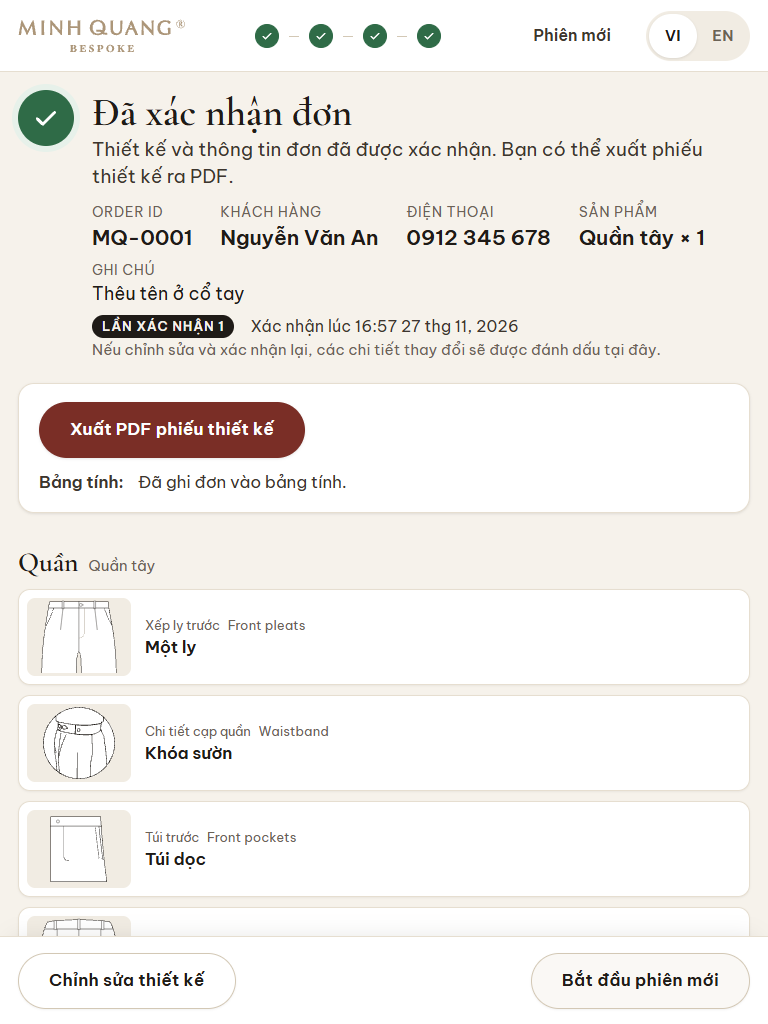 MINH QUANG®
BESPOKE
Phiên mới
VI EN
Đã xác nhận đơn
Thiết kế và thông tin đơn đã được xác nhận. Bạn có thể xuất phiếu
thiết kế ra PDF.
ORDER ID KHÁCH HÀNG ĐIỆN THOẠI SẢN PHẨM
MQ-0001 Nguyễn Văn An 0912 345 678 Quần tây × 1
GHI CHÚ
Thêu tên ở cổ tay
LẦN XÁC NHẬN 1 Xác nhận lúc 16:57 27 thg 11, 2026
Nếu chỉnh sửa và xác nhận lại, các chi tiết thay đổi sẽ được đánh dấu tại đây.
Xuất PDF phiếu thiết kế
Bảng tính: Đã ghi đơn vào bảng tính.
Quần Quần tây
Xếp ly trước Front pleats
Một ly
Chi tiết cạp quần Waistband
Khóa sườn
Túi trước Front pockets
Túi dọc
Chỉnh sửa thiết kế Bắt đầu phiên mới